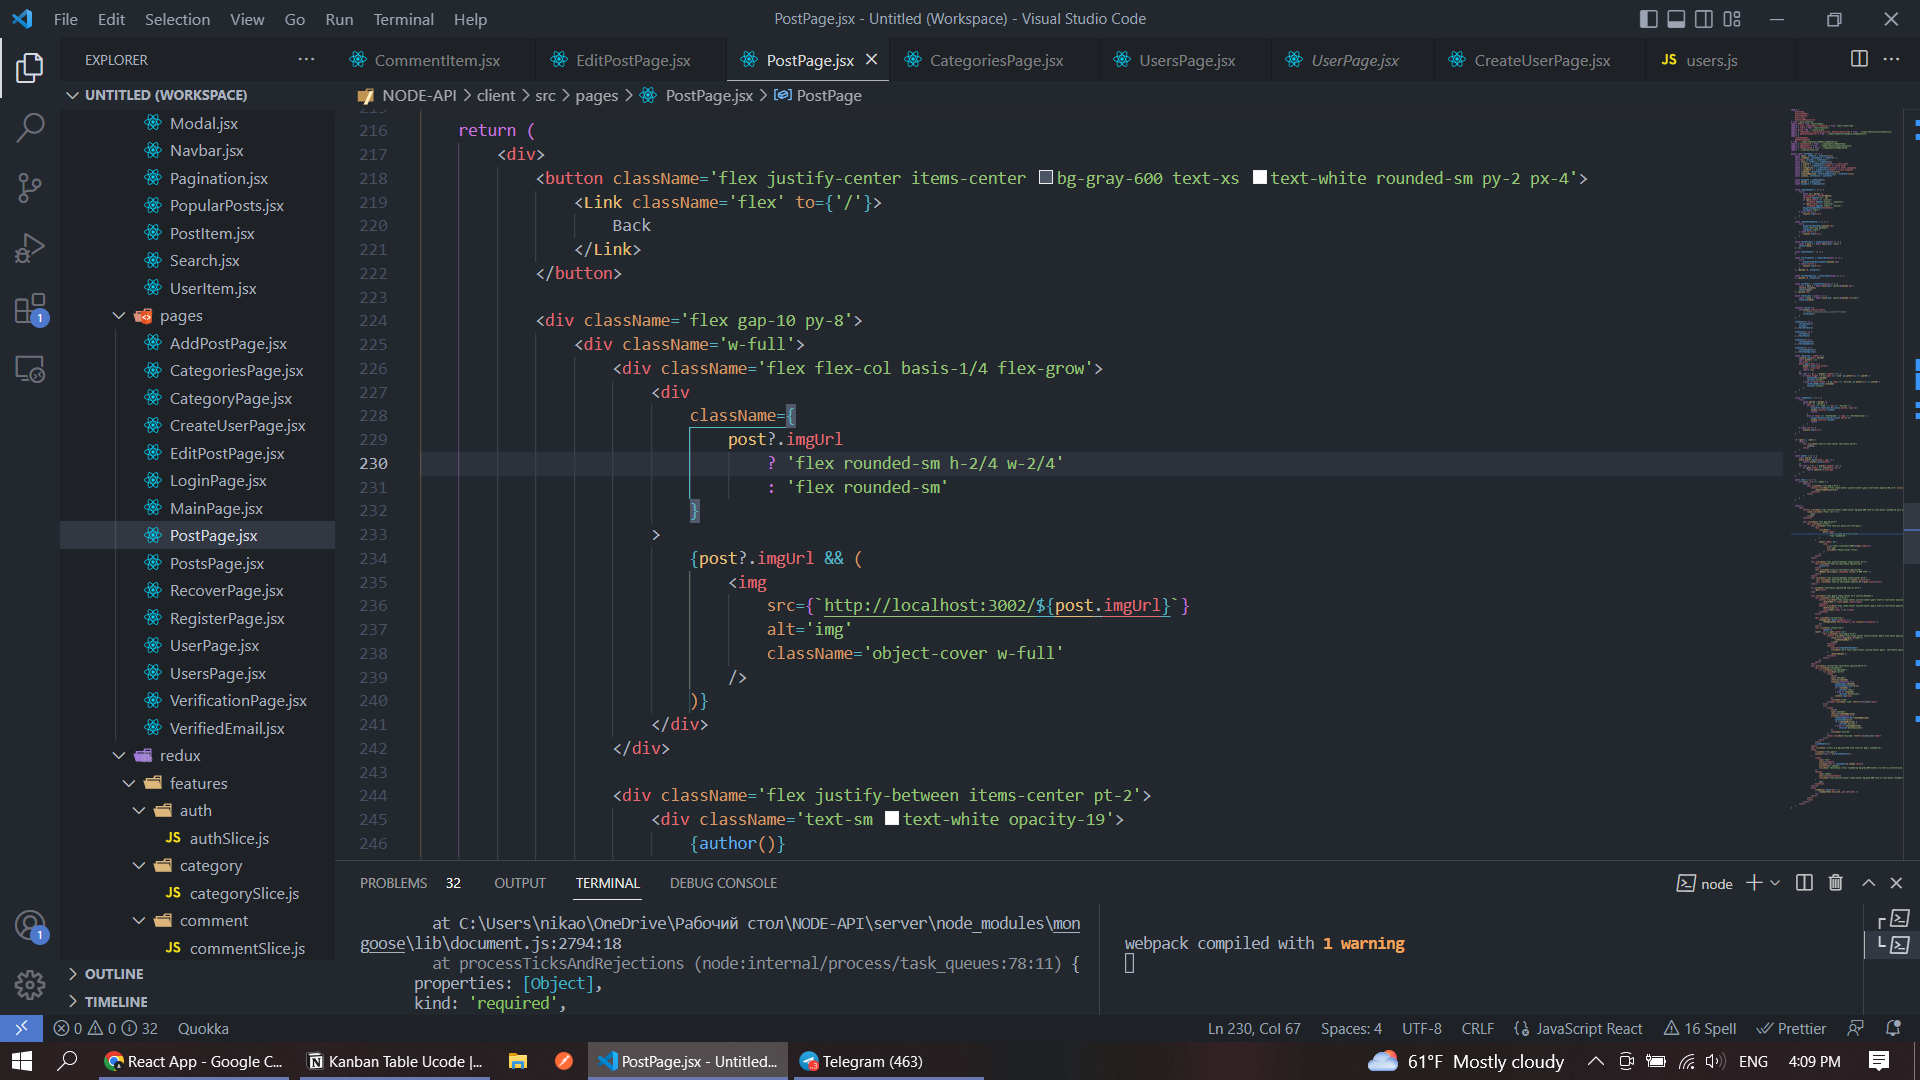 File Edit Selection View Go Run Terminal Help
PostPage.jsx - Untitled (Workspace) - Visual Studio Code
EXPLORER
CommentItem.jsx
EditPostPage.jsx
PostPage.jsx
CategoriesPage.jsx
UsersPage.jsx
UserPage.jsx
CreateUserPage.jsx
JS users.js
UNTITLED (WORKSPACE)
NODE-API > client > src > pages > PostPage.jsx > PostPage
Modal.jsx
Navbar.jsx
Pagination.jsx
PopularPosts.jsx
PostItem.jsx
Search.jsx
UserItem.jsx
pages
AddPostPage.jsx
CategoriesPage.jsx
CategoryPage.jsx
CreateUserPage.jsx
EditPostPage.jsx
LoginPage.jsx
MainPage.jsx
PostPage.jsx
PostsPage.jsx
RecoverPage.jsx
RegisterPage.jsx
UserPage.jsx
UsersPage.jsx
VerificationPage.jsx
VerifiedEmail.jsx
redux
features
auth
JS authSlice.js
category
JS categorySlice.js
comment
JS commentSlice.js
OUTLINE
TIMELINE
1
1
216 return (
217 <div>
218 <button className='flex justify-center items-center bg-gray-600 text-xs text-white rounded-sm py-2 px-4'>
219 <Link className='flex' to={'/'}>
220 Back
221 </Link>
222 </button>
223
224 <div className='flex gap-10 py-8'>
225 <div className='w-full'>
226 <div className='flex flex-col basis-1/4 flex-grow'>
227 <div
228 className={
229 post?.imgUrl
230 ? 'flex rounded-sm h-2/4 w-2/4'
231 : 'flex rounded-sm'
232 }
233 >
234 {post?.imgUrl && (
235 <img
236 src={`http://localhost:3002/${post.imgUrl}`}
237 alt='img'
238 className='object-cover w-full'
239 />
240 )}
241 </div>
242 </div>
243
244 <div className='flex justify-between items-center pt-2'>
245 <div className='text-sm text-white opacity-19'>
246 {author()}
PROBLEMS 32 OUTPUT TERMINAL DEBUG CONSOLE
node
at C:\Users\nikao\OneDrive\Рабочий стол\NODE-API\server\node_modules\mon
goose\lib\document.js:2794:18
at processTicksAndRejections (node:internal/process/task_queues:78:11) {
properties: [Object],
kind: 'required',
webpack compiled with 1 warning
0 0 32 Quokka
Ln 230, Col 67 Spaces: 4 UTF-8 CRLF JavaScript React 16 Spell Prettier
React App - Google C...
Kanban Table Ucode |...
PostPage.jsx - Untitled...
Telegram (463)
61°F Mostly cloudy
ENG
4:09 PM